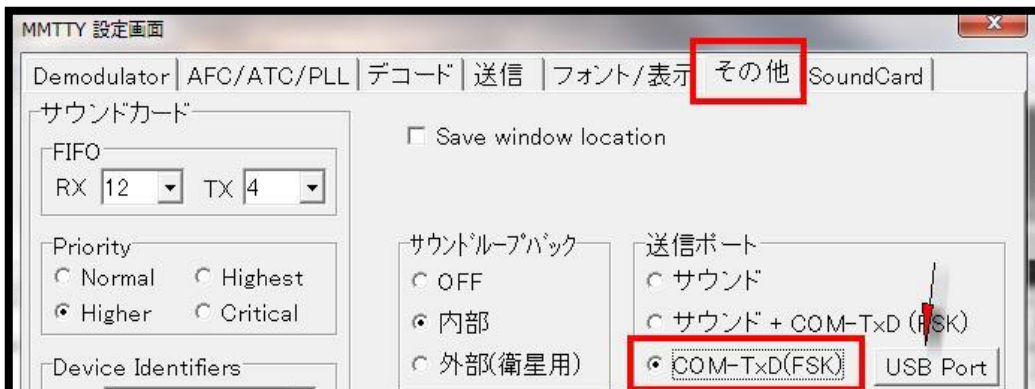 MMTTY 設定画面
Demodulator AFC/ATC/PLL デコード 送信 フォント/表示 その他 SoundCard
サウンドカード
Save window location
FIFO
RX 12 TX 4
Priority
Normal Highest
Higher Critical
サウンドループバック
OFF
内部
外部(衛星用)
送信ポート
サウンド
サウンド + COM-TxD (FSK)
COM-TxD(FSK) USB Port
Device Identifiers